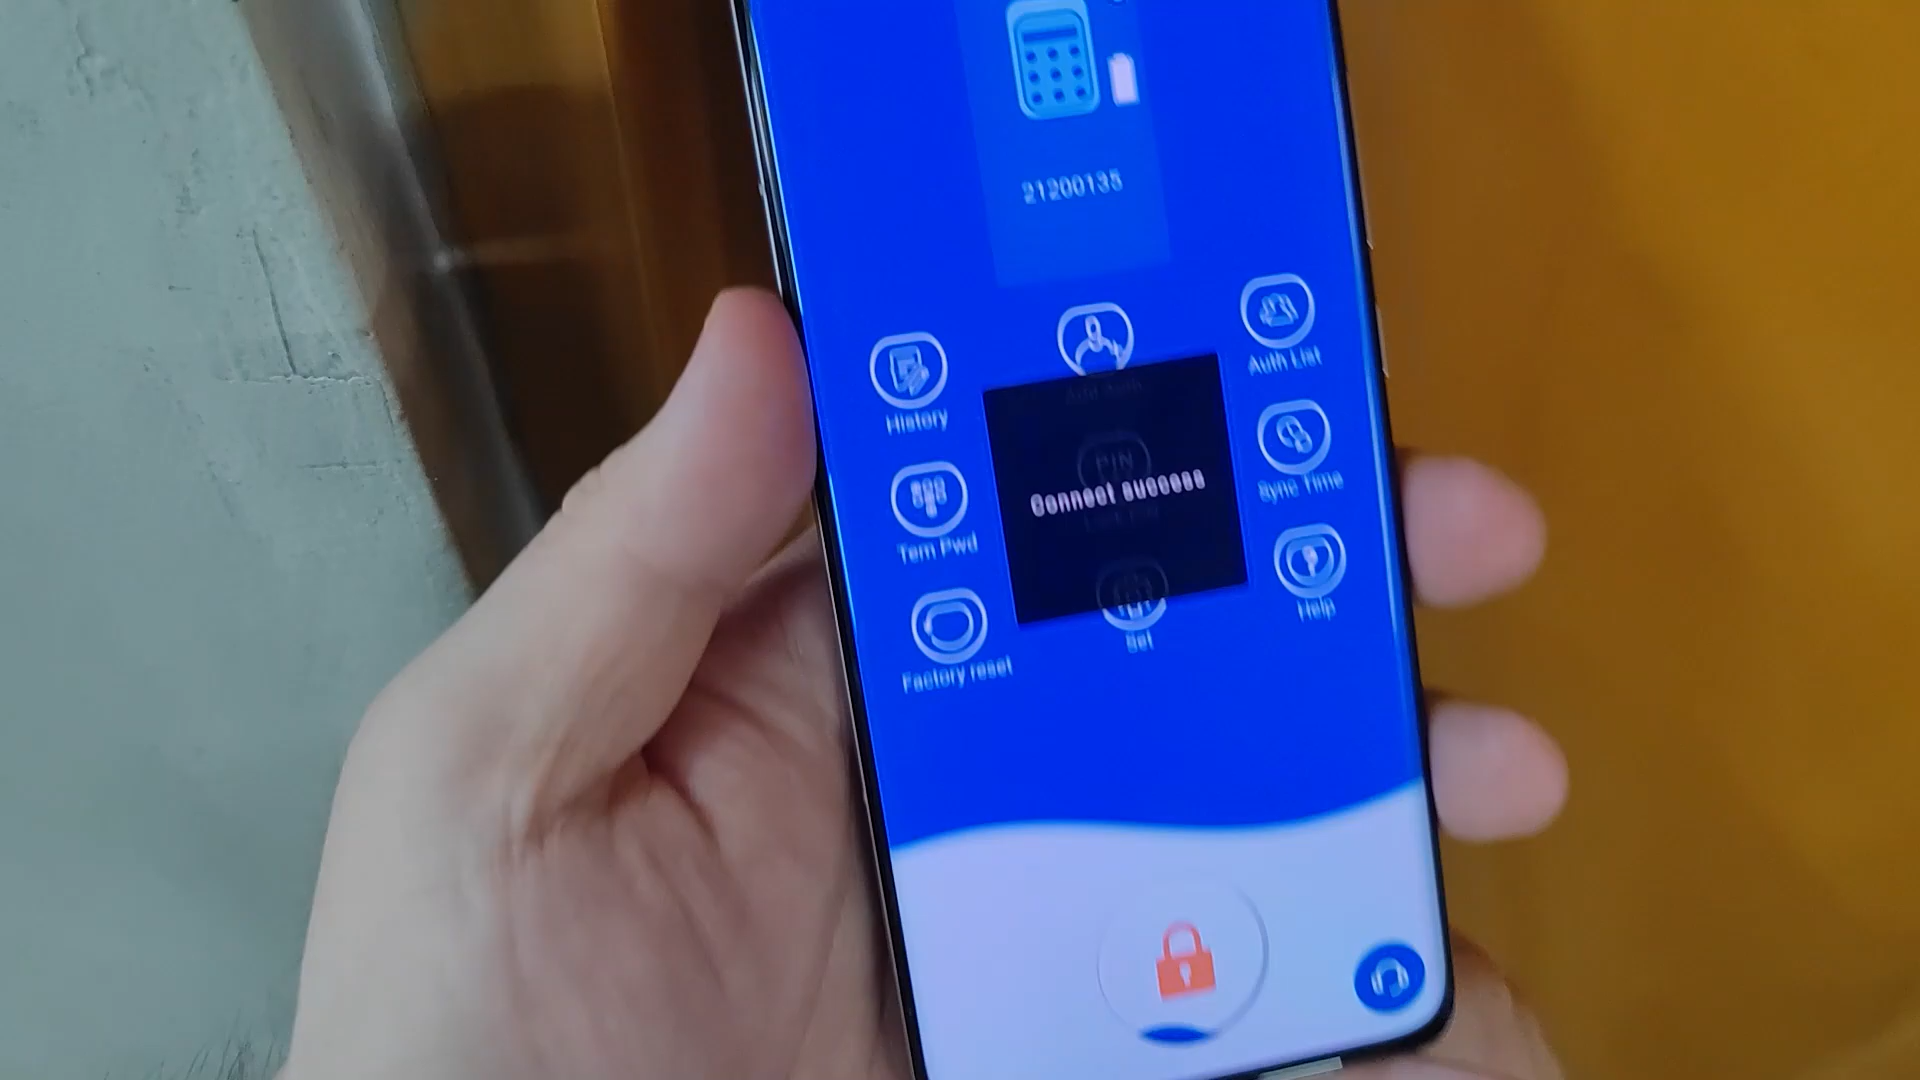 21200135
History
Auth List
PIN
Connect success
Tem Pwd
Sync Time
Factory reset
Set
Help